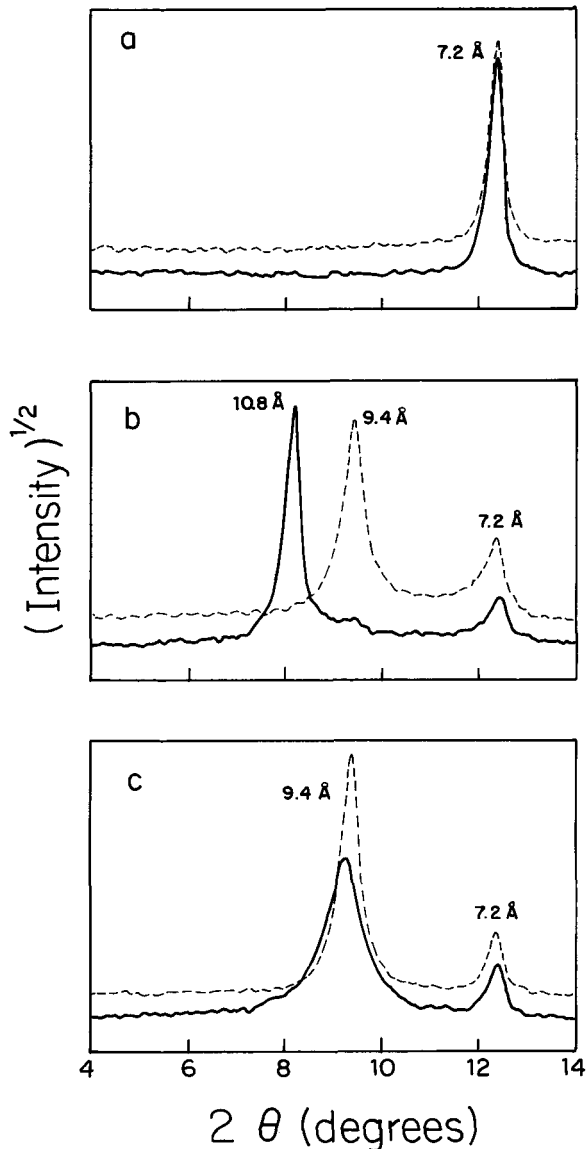 a
7.2 Å
b
10.8 Å
9.4 Å
7.2 Å
(Intensity)^1/2
c
9.4 Å
7.2 Å
4 6 8 10 12 14
2 θ (degrees)